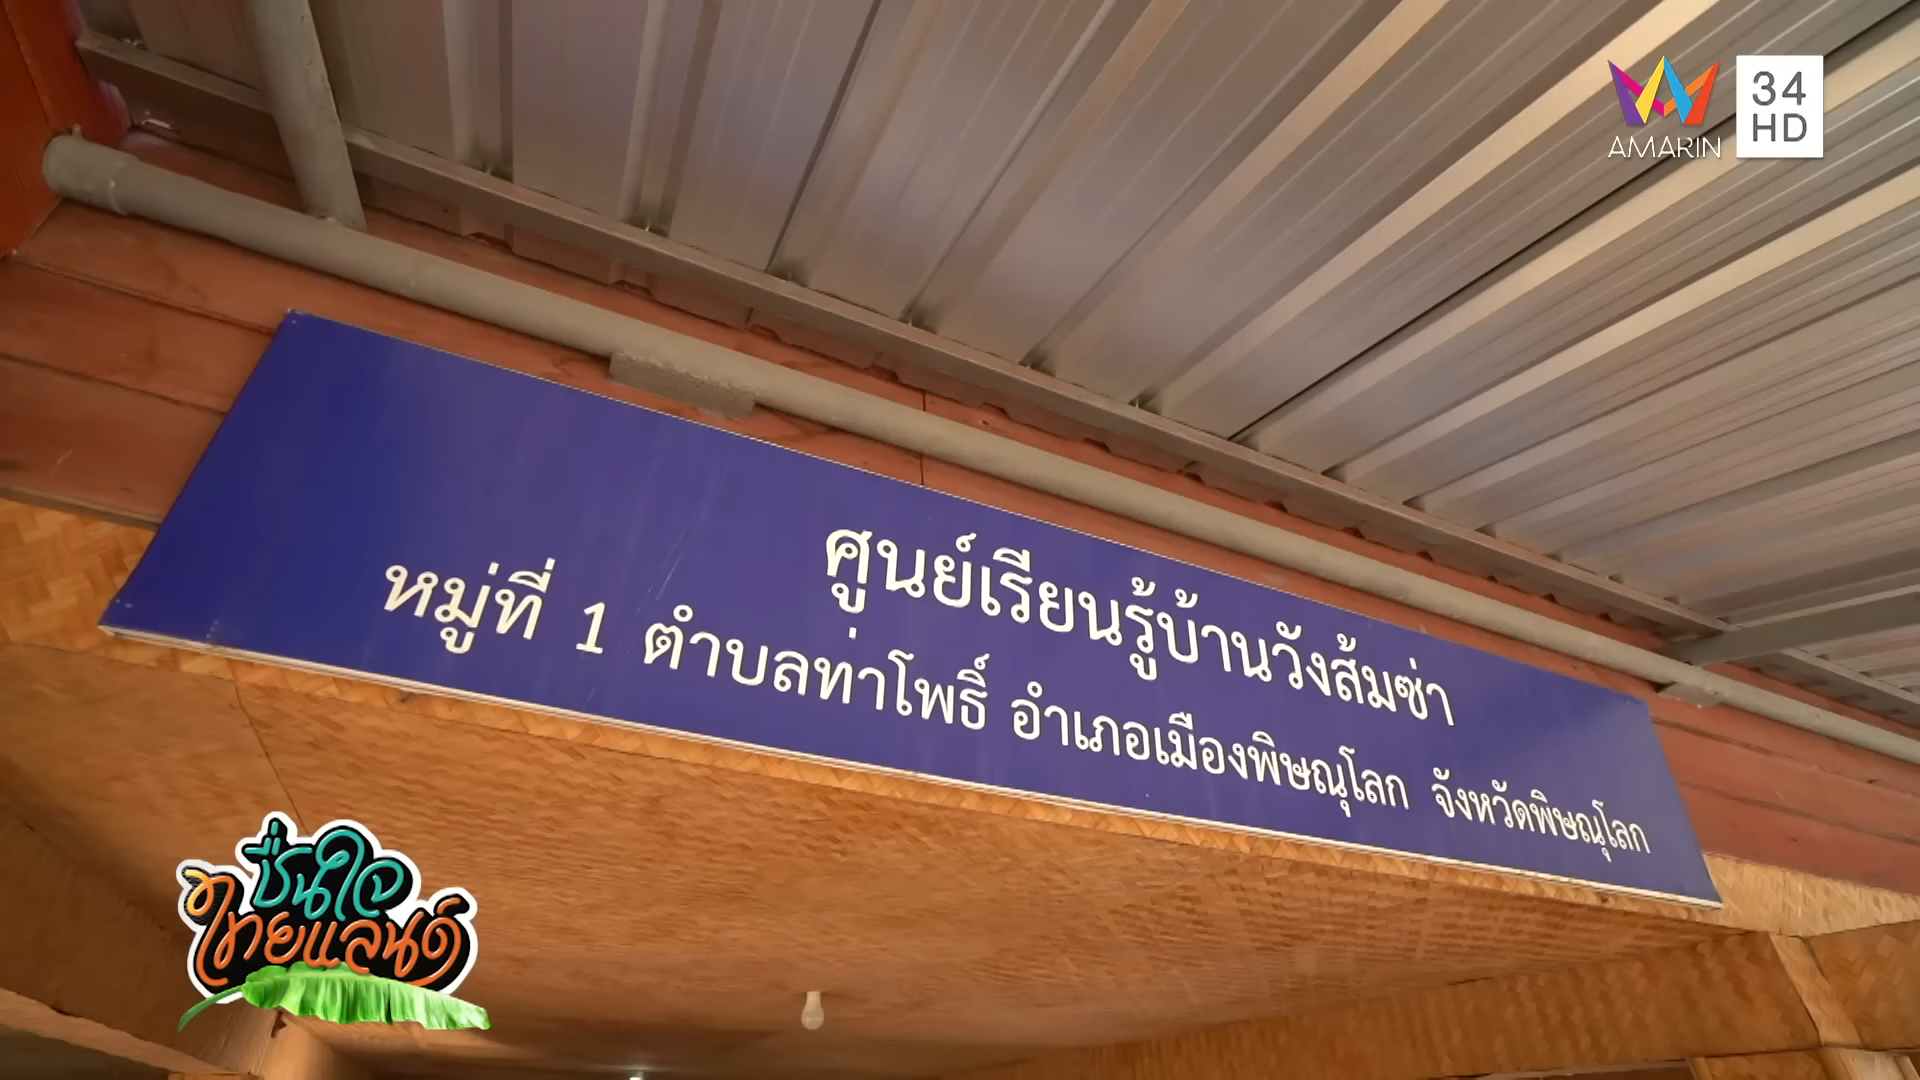 AMARIN
34
HD
ศูนย์เรียนรู้บ้านวังส้มซ่า
หมู่ที่ 1 ตำบลท่าโพธิ์ อำเภอเมืองพิษณุโลก จังหวัดพิษณุโลก
ชื่นใจ
ไทยแลนด์